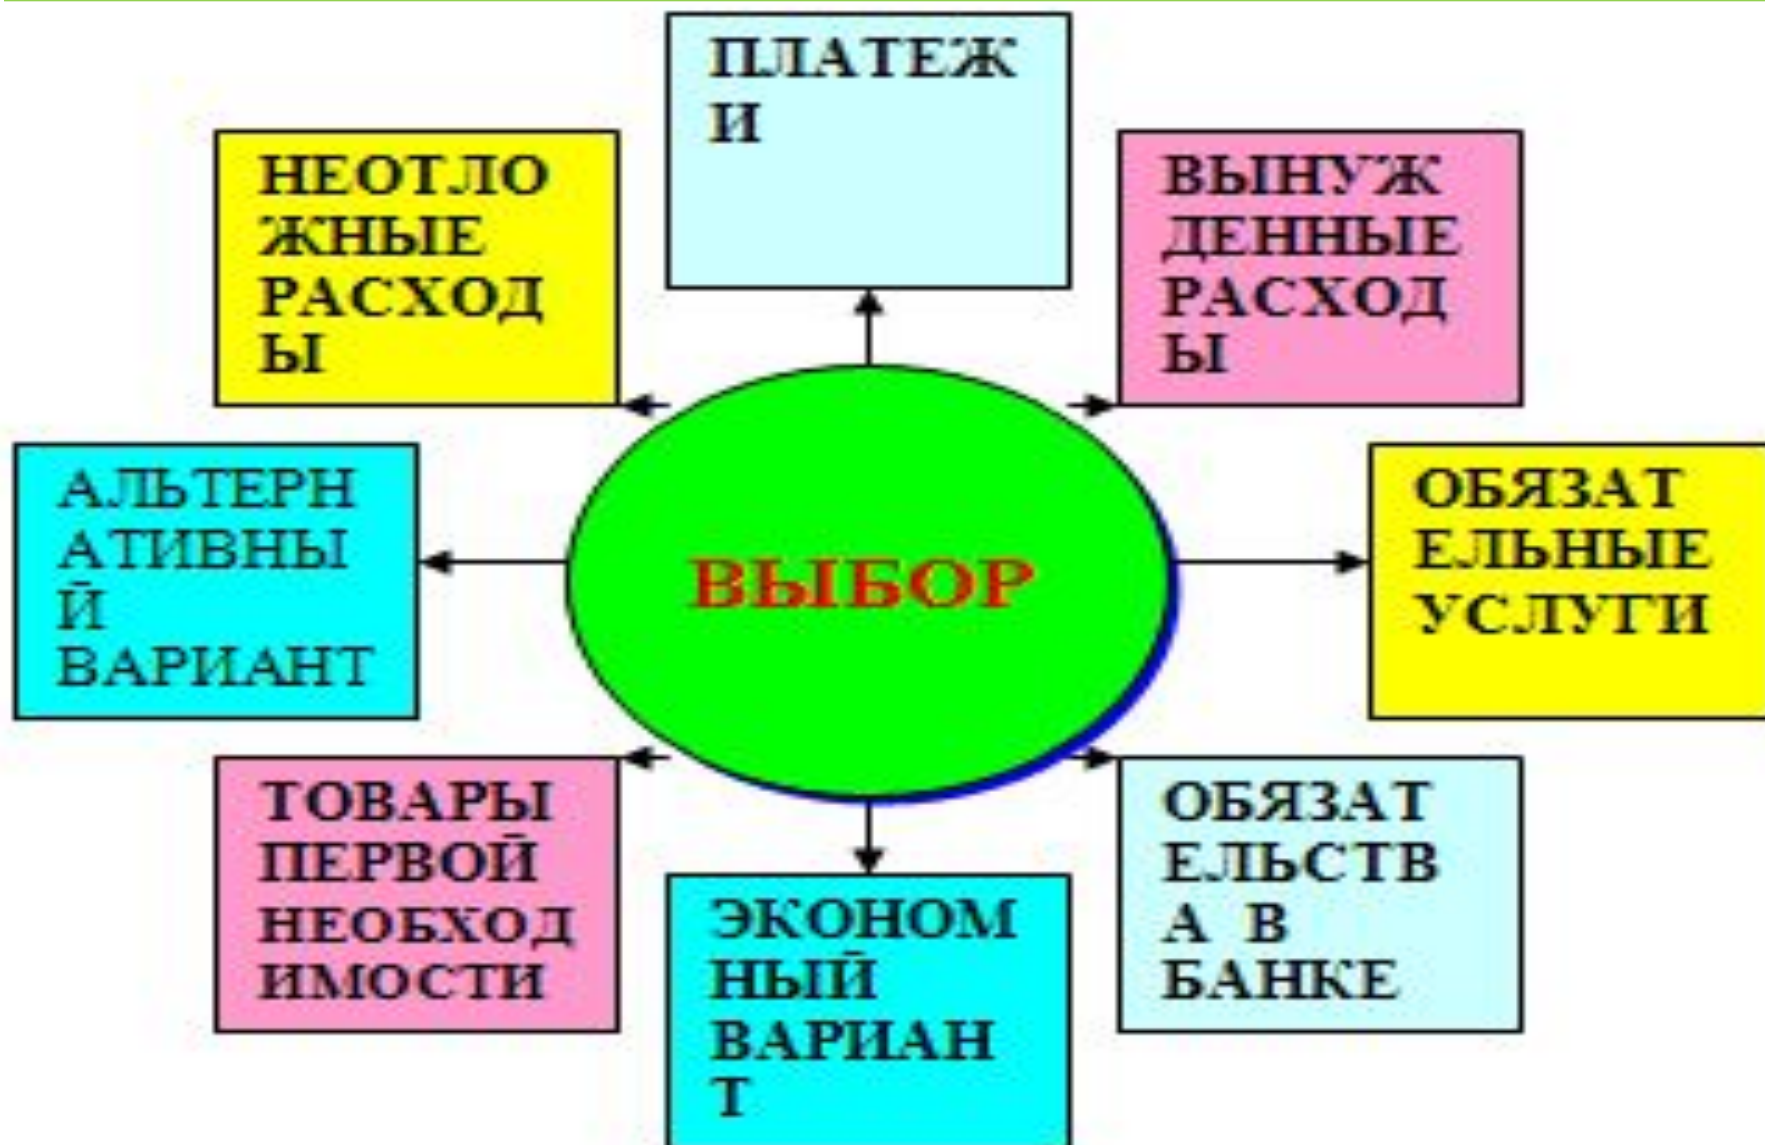 ПЛАТЕЖ
И
НЕОТЛО
ЖНЫЕ
РАСХОД
Ы
ВЫНУЖ
ДЕННЫЕ
РАСХОД
Ы
АЛЬТЕРН
АТИВНЫ
Й
ВАРИАНТ
ВЫБОР
ОБЯЗАТ
ЕЛЬНЫЕ
УСЛУГИ
ТОВАРЫ
ПЕРВОЙ
НЕОБХОД
ИМОСТИ
ЭКОНОМ
НЫЙ
ВАРИАН
Т
ОБЯЗАТ
ЕЛЬСТВ
А В
БАНКЕ